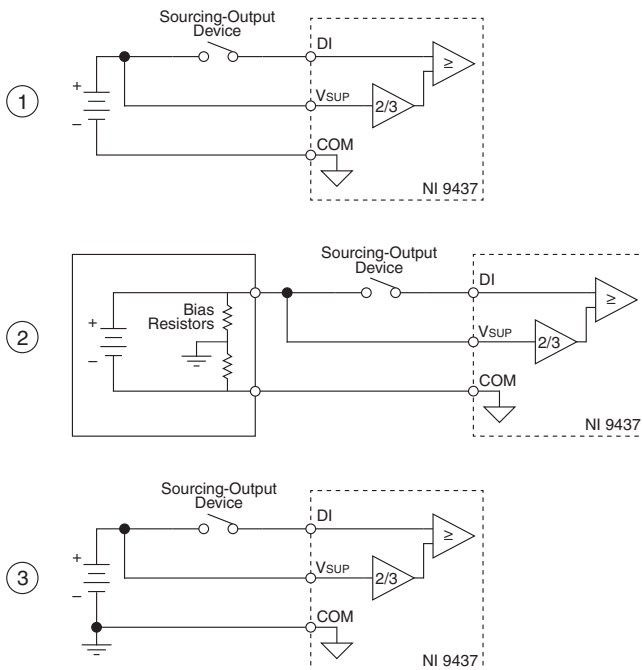 Sourcing-Output
Device
DI
≥
+
VSUP
2/3
1
–
COM
NI 9437
Sourcing-Output
Device
DI
Bias
Resistors
≥
+
VSUP
2/3
2
–
COM
NI 9437
Sourcing-Output
Device
DI
≥
+
VSUP
2/3
3
–
COM
NI 9437